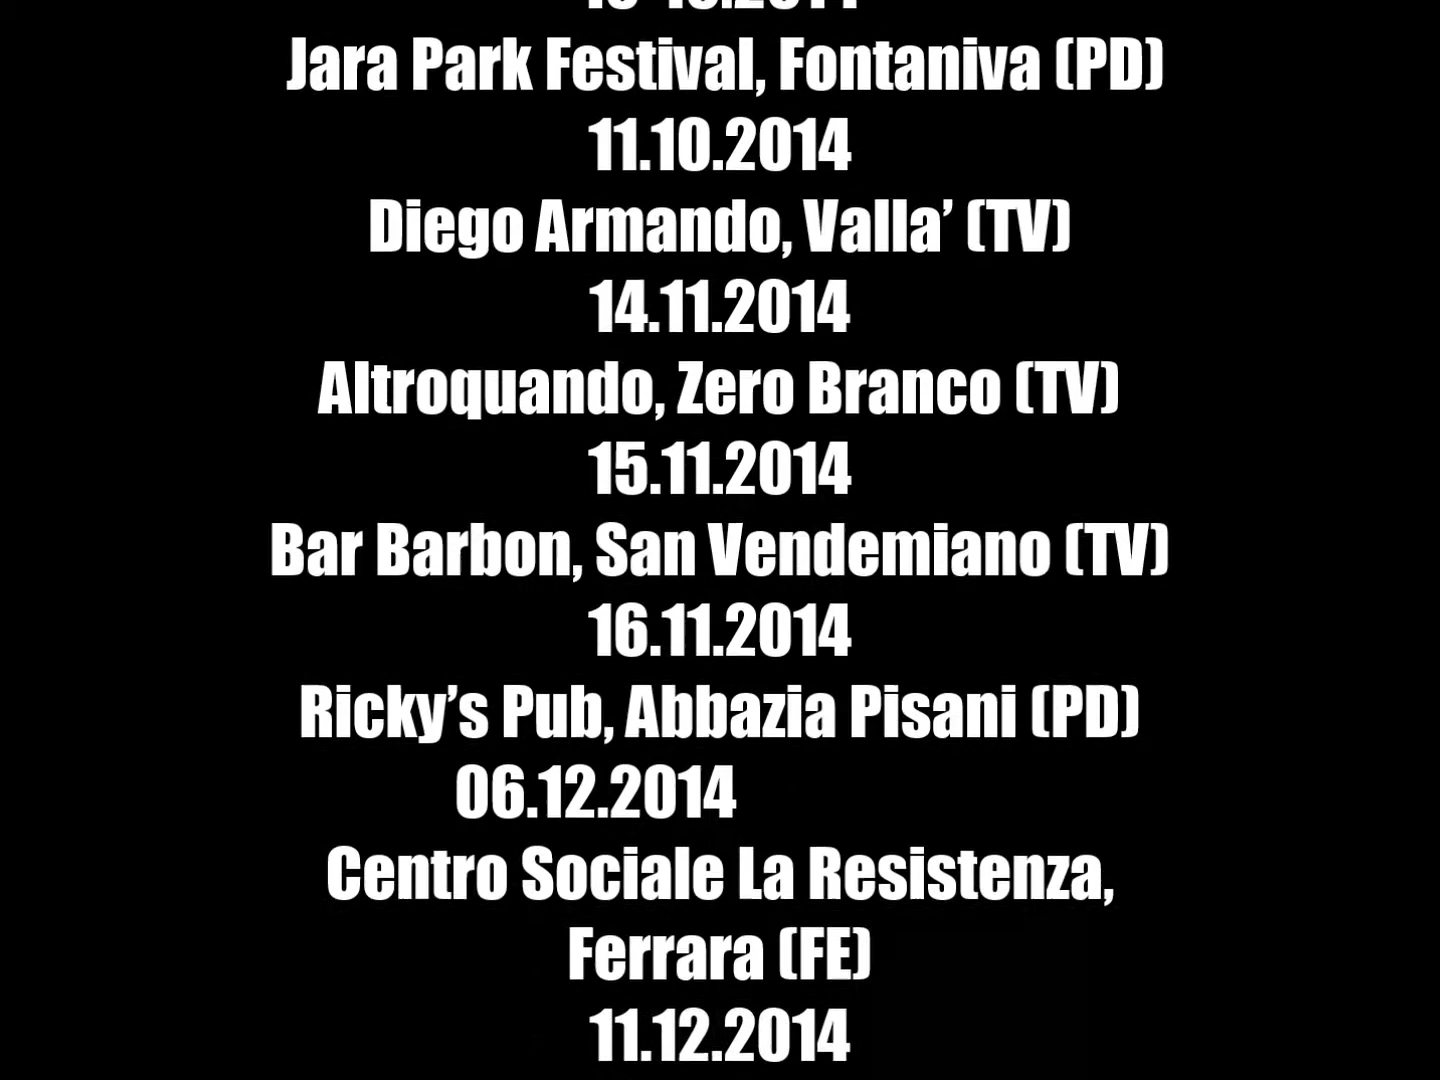 Jara Park Festival, Fontaniva (PD)
11.10.2014
Diego Armando, Valla’ (TV)
14.11.2014
Altroquando, Zero Branco (TV)
15.11.2014
Bar Barbon, San Vendemiano (TV)
16.11.2014
Ricky’s Pub, Abbazia Pisani (PD)
06.12.2014
Centro Sociale La Resistenza,
Ferrara (FE)
11.12.2014